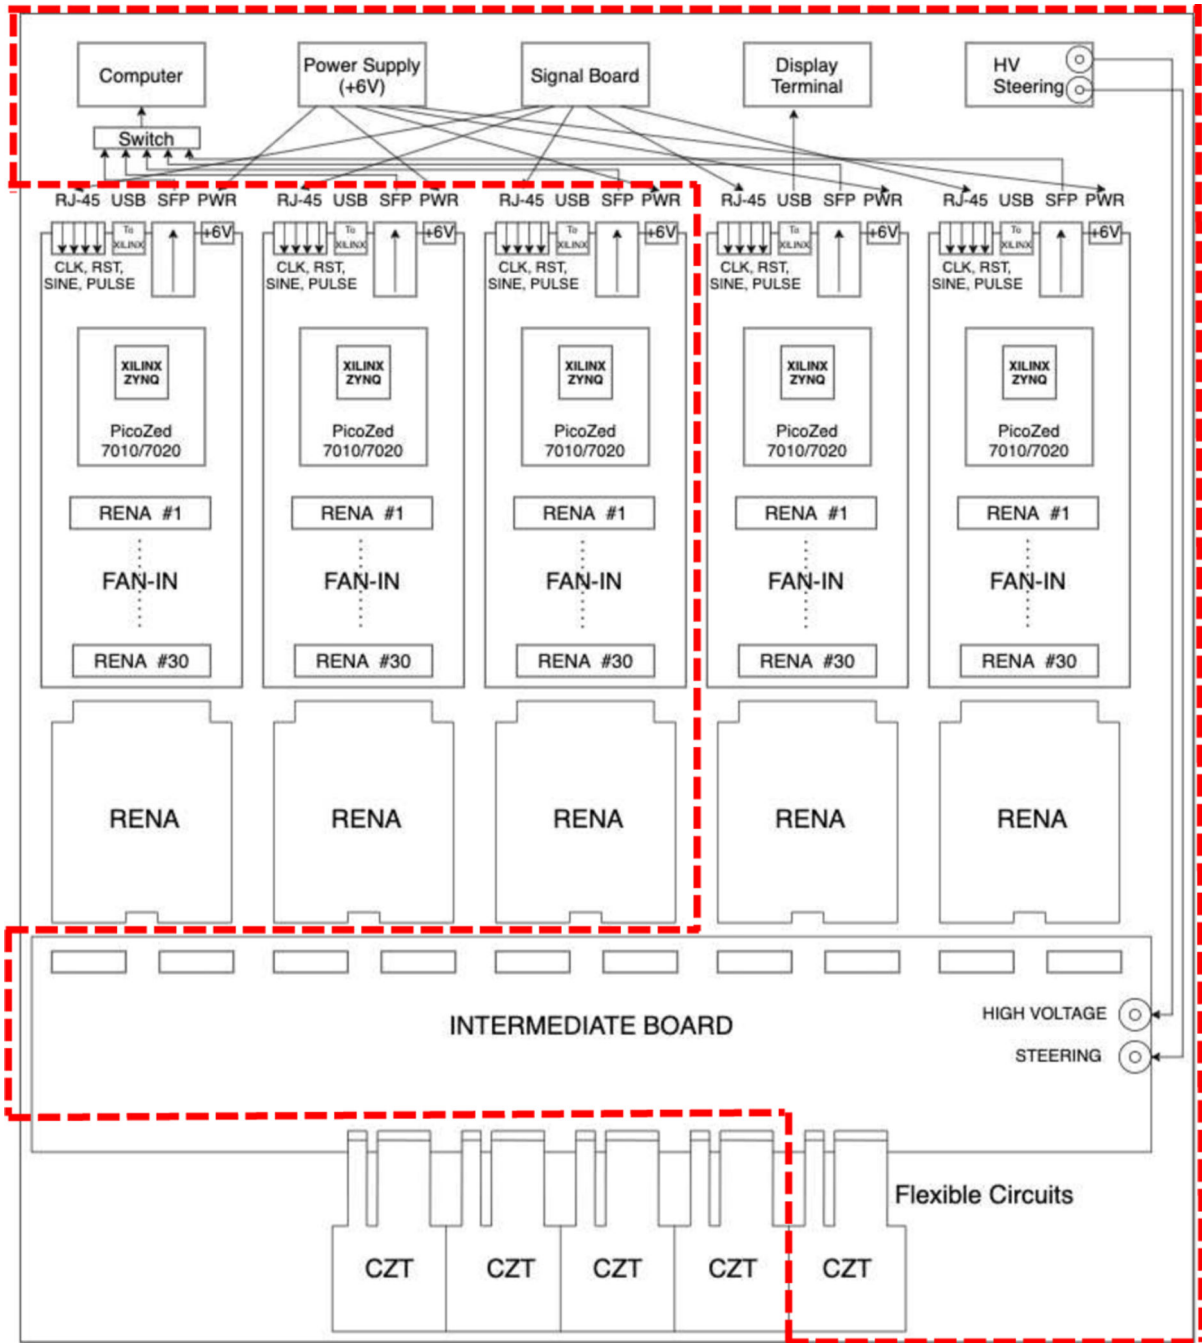 Computer
Power Supply
(+6V)
Signal Board
Display
Terminal
HV
Steering
Switch
RJ-45 USB SFP PWR
RJ-45 USB SFP PWR
RJ-45 USB SFP PWR
RJ-45 USB SFP PWR
RJ-45 USB SFP PWR
To
XILINX
+6V
To
XILINX
+6V
To
XILINX
+6V
To
XILINX
+6V
To
XILINX
+6V
CLK, RST,
SINE, PULSE
CLK, RST,
SINE, PULSE
CLK, RST,
SINE, PULSE
CLK, RST,
SINE, PULSE
CLK, RST,
SINE, PULSE
XILINX
ZYNQ
XILINX
ZYNQ
XILINX
ZYNQ
XILINX
ZYNQ
XILINX
ZYNQ
PicoZed
7010/7020
PicoZed
7010/7020
PicoZed
7010/7020
PicoZed
7010/7020
PicoZed
7010/7020
RENA #1
RENA #1
RENA #1
RENA #1
RENA #1
FAN-IN
FAN-IN
FAN-IN
FAN-IN
FAN-IN
RENA #30
RENA #30
RENA #30
RENA #30
RENA #30
RENA
RENA
RENA
RENA
RENA
INTERMEDIATE BOARD
HIGH VOLTAGE
STEERING
Flexible Circuits
CZT
CZT
CZT
CZT
CZT